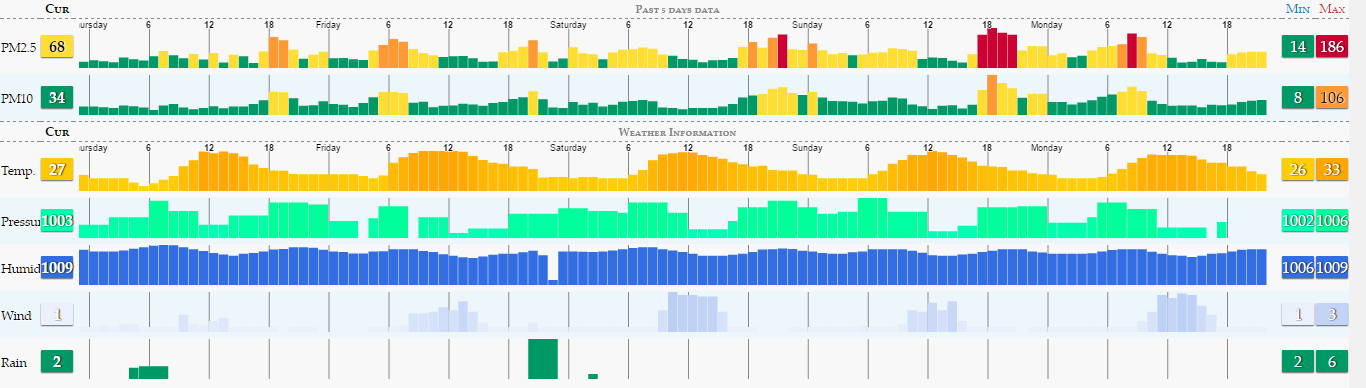 Cur Past 5 days data Min Max
ursday 6 12 18 Friday 6 12 18 Saturday 6 12 18 Sunday 6 12 18 Monday 6 12 18
PM2.5 68 14 186
PM10 34 8 106
Cur Weather Information
ursday 6 12 18 Friday 6 12 18 Saturday 6 12 18 Sunday 6 12 18 Monday 6 12 18
Temp. 27 26 33
Pressu 1003 1002 1006
Humid 1009 1006 1009
Wind 1 1 3
Rain 2 2 6